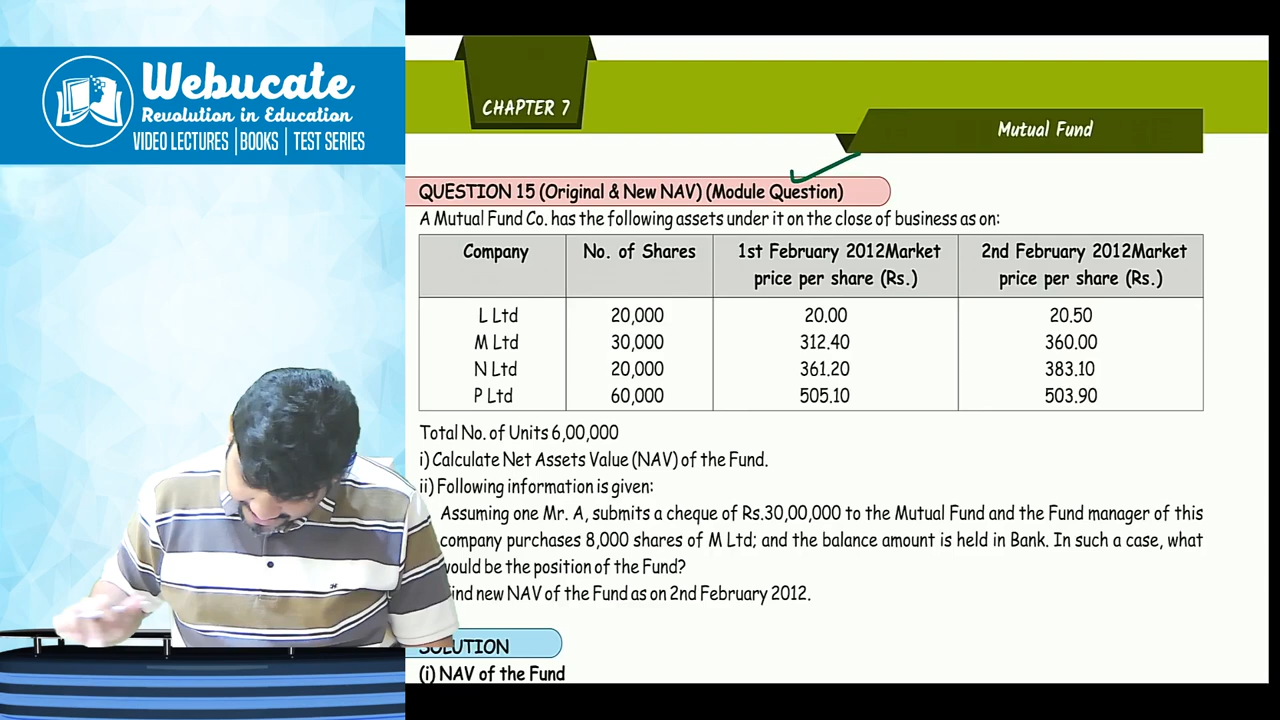 Webucate
Revolution in Education
VIDEO LECTURES | BOOKS | TEST SERIES
CHAPTER 7
Mutual Fund
QUESTION 15 (Original & New NAV) (Module Question)
A Mutual Fund Co. has the following assets under it on the close of business as on:
Company No. of Shares 1st February 2012Market price per share (Rs.) 2nd February 2012Market price per share (Rs.)
L Ltd 20,000 20.00 20.50
M Ltd 30,000 312.40 360.00
N Ltd 20,000 361.20 383.10
P Ltd 60,000 505.10 503.90
Total No. of Units 6,00,000
i) Calculate Net Assets Value (NAV) of the Fund.
ii) Following information is given:
Assuming one Mr. A, submits a cheque of Rs.30,00,000 to the Mutual Fund and the Fund manager of this
company purchases 8,000 shares of M Ltd; and the balance amount is held in Bank. In such a case, what
would be the position of the Fund?
ind new NAV of the Fund as on 2nd February 2012.
SOLUTION
(i) NAV of the Fund